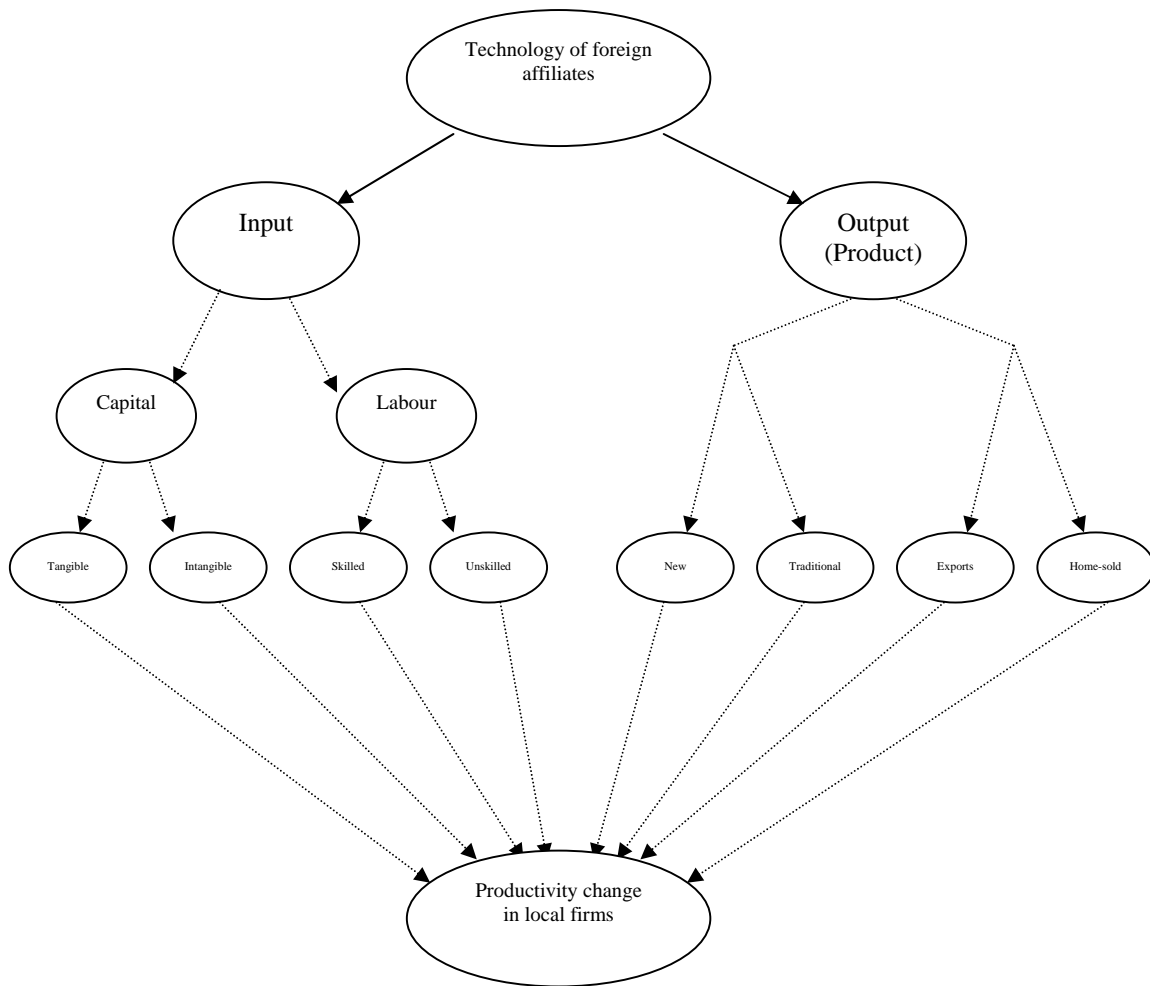 Technology of foreign
affiliates
Input
Output
(Product)
Capital
Labour
Tangible
Intangible
Skilled
Unskilled
New
Traditional
Exports
Home-sold
Productivity change
in local firms